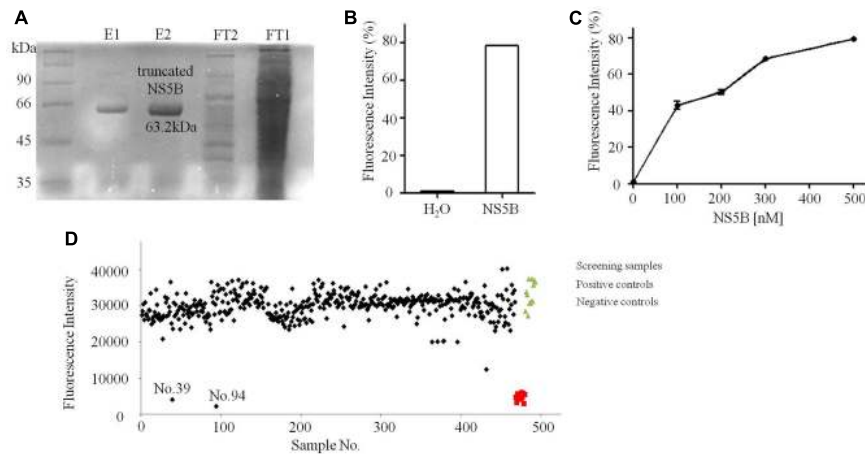 A
E1 E2 FT2 FT1
kDa
90
66
45
35
truncated
NS5B
63.2kDa
B
Fluorescence Intensity (%)
80
60
40
20
0
H₂O NS5B
C
Fluorescence Intensity (%)
80
60
40
20
0
0 100 200 300 400 500
NS5B [nM]
D
Fluorescence Intensity
40000
30000
20000
10000
0
No.39
No.94
0 100 200 300 400 500
Sample No.
Screening samples
Positive controls
Negative controls